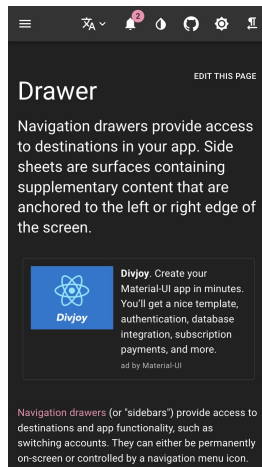 2
EDIT THIS PAGE
Drawer
Navigation drawers provide access
to destinations in your app. Side
sheets are surfaces containing
supplementary content that are
anchored to the left or right edge of
the screen.
Divjoy. Create your
Material-UI app in minutes.
You'll get a nice template,
authentication, database
integration, subscription
payments, and more.
ad by Material-UI
Divjoy
Navigation drawers (or "sidebars") provide access to
destinations and app functionality, such as
switching accounts. They can either be permanently
on-screen or controlled by a navigation menu icon.